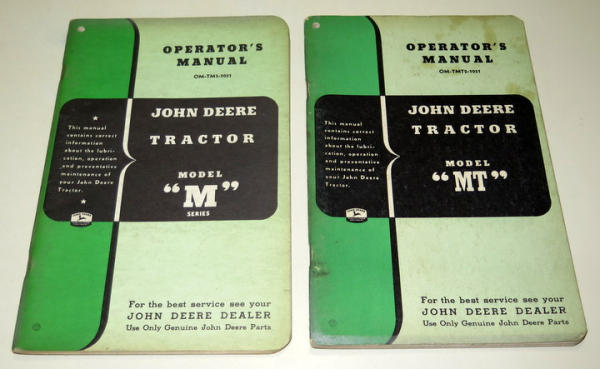 OPERATOR'S
MANUAL
OM-TM3-1051
This manual
contains correct
information
about the lubri-
cation, operation
and preventative
maintenance of
your John Deere
Tractor.
JOHN DEERE
TRACTOR
MODEL
"M"
SERIES
For the best service see your
JOHN DEERE DEALER
Use Only Genuine John Deere Parts
OPERATOR'S
MANUAL
This manual
contains correct
information
about the lubri-
cation, operation
and preventative
maintenance of
your John Deere
Tractor.
JOHN DEERE
TRACTOR
MODEL
"MT"
For the best service see your
JOHN DEERE DEALER
Use Only Genuine John Deere Parts